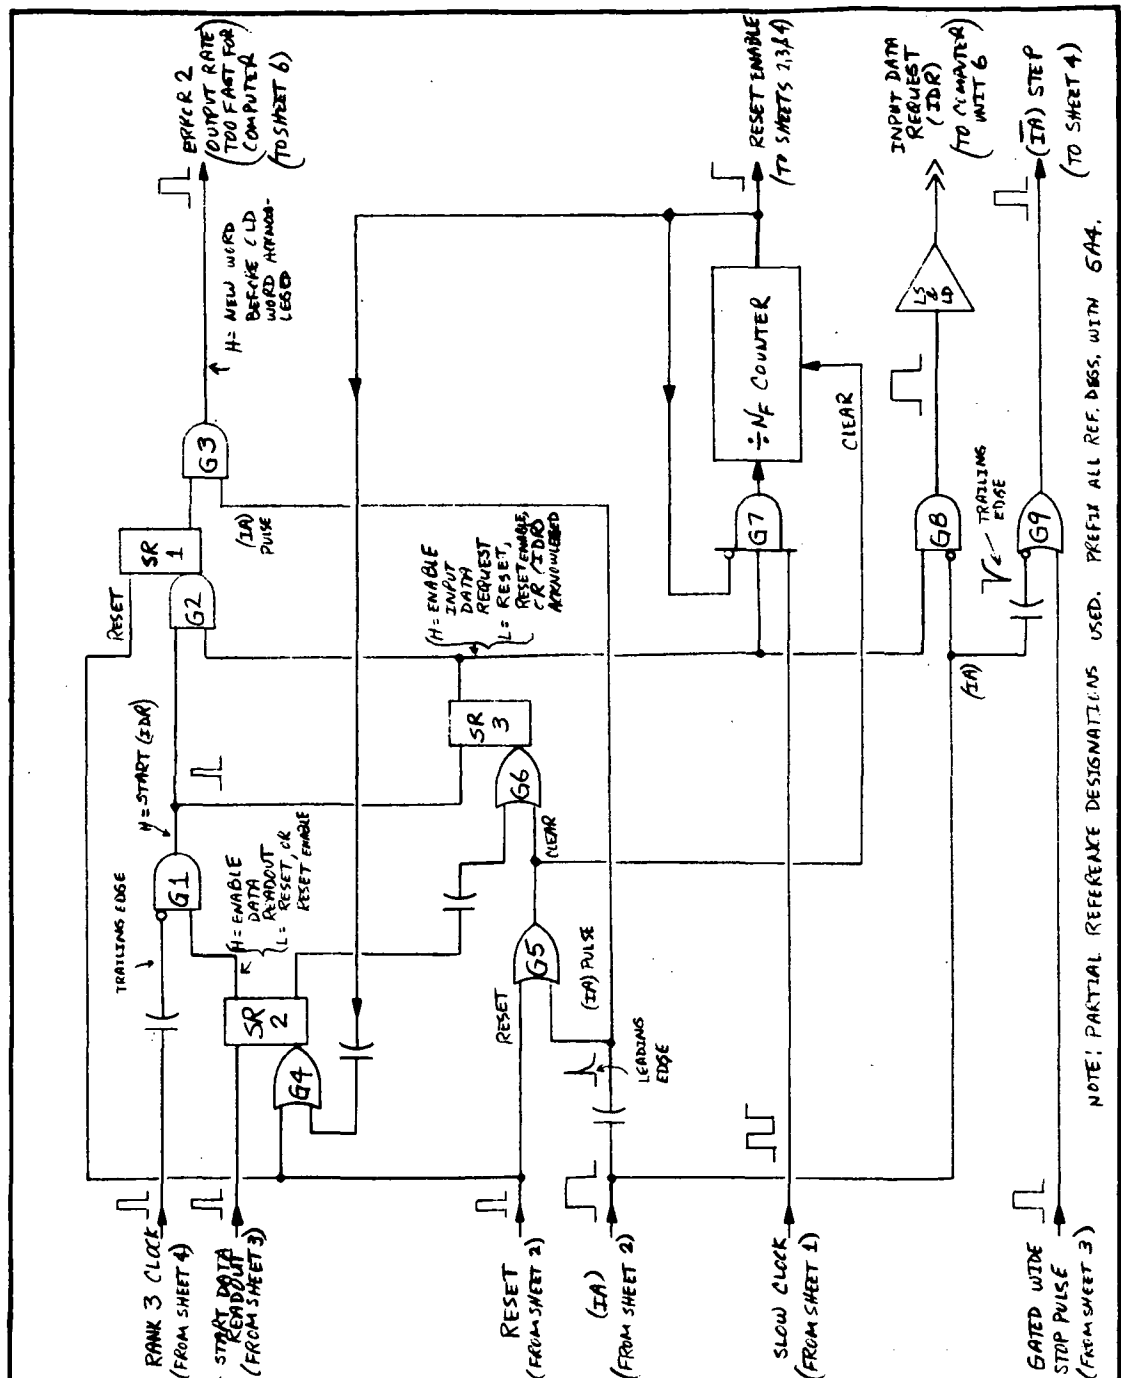 RANK 3 CLOCK
(FROM SHEET 4)
START DATA
READOUT
(FROM SHEET 3)
RESET
(FROM SHEET 2)
(IA)
(FROM SHEET 2)
SLOW CLOCK
(FROM SHEET 1)
GATED WIDE
STOP PULSE
(FROM SHEET 3)
TRAILING EDGE
G1
H = START (IDR)
H = ENABLE
DATA
READOUT
L = RESET, OR
RESET ENABLE
SR
2
G4
RESET
G2
SR
1
(IA)
PULSE
G3
H = NEW WORD
BEFORE OLD
WORD ACKNOW-
LEGED
ERROR 2
(OUTPUT RATE
TOO FAST FOR
COMPUTER)
(TO SHEET 6)
RESET
G5
(IA) PULSE
LEADING
EDGE
CLEAR
G6
SR
3
H = ENABLE
INPUT
DATA
REQUEST
L = RESET,
RESET ENABLE,
OR (IDR)
ACKNOWLEGED
G7
÷ NF COUNTER
CLEAR
RESET ENABLE
(TO SHEETS 2,3,&4)
G8
TRAILING
EDGE
(IA)
G9
LS
&
LD
INPUT DATA
REQUEST
(IDR)
(TO COMPUTER
UNIT 6)
(I̅A̅) STEP
(TO SHEET 4)
NOTE: PARTIAL REFERENCE DESIGNATIONS USED. PREFIX ALL REF. DESGS. WITH 5A4.